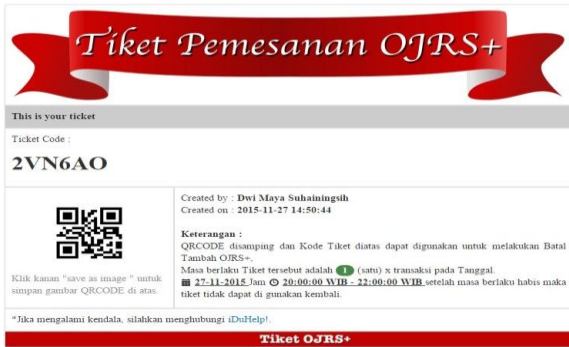 Tiket Pemesanan OJRS+
This is your ticket
Ticket Code :
2VN6AO
Created by : Dwi Maya Suhainingsih
Created on : 2015-11-27 14:50:44
Keterangan :
QRCODE disamping dan Kode Tiket diatas dapat digunakan untuk melakukan Batal
Tambah OJRS+.
Masa berlaku Tiket tersebut adalah 1 (satu) x transaksi pada Tanggal.
27-11-2015 Jam 20:00:00 WIB - 22:00:00 WIB setelah masa berlaku habis maka
tiket tidak dapat di gunakan kembali.
Klik kanan "save as image " untuk
simpan gambar QRCODE di atas.
*Jika mengalami kendala, silahkan menghubungi iDuHelp!.
Tiket OJRS+